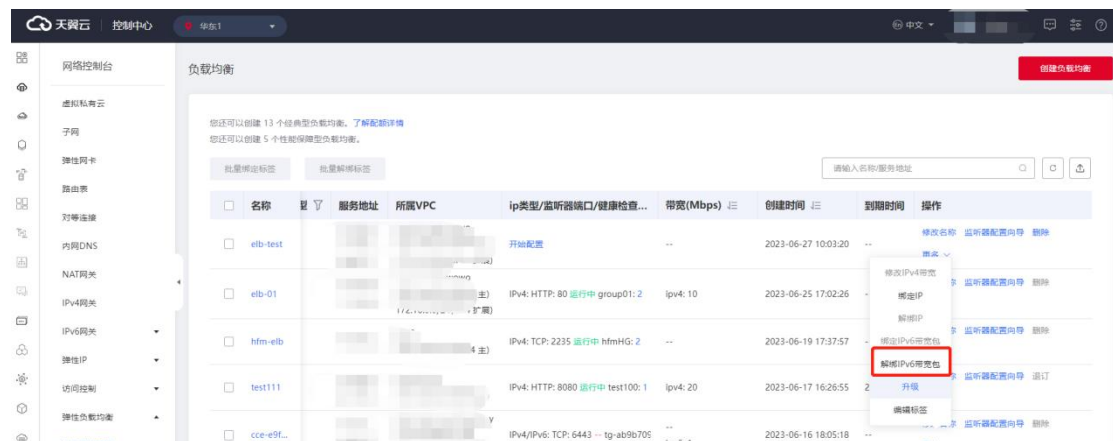 天翼云 控制中心 华东1 中文
网络控制台
虚拟私有云
子网
弹性网卡
路由表
对等连接
内网DNS
NAT网关
IPv4网关
IPv6网关
弹性IP
访问控制
弹性负载均衡
负载均衡 创建负载均衡
您还可以创建 13 个经典型负载均衡。了解配额详情
您还可以创建 5 个性能保障型负载均衡。
批量绑定标签 批量解绑标签 请输入名称/服务地址
名称 型 服务地址 所属VPC ip类型/监听器端口/健康检查... 带宽(Mbps) 创建时间 到期时间 操作
elb-test 开始配置 -- 2023-06-27 10:03:20 -- 修改名称 监听器配置向导 删除
更多
elb-01 主) IPv4: HTTP: 80 运行中 group01: 2 ipv4: 10 2023-06-25 17:02:26 监听器配置向导 删除
扩展)
hfm-elb 4 主) IPv4: TCP: 2235 运行中 hfmHG: 2 -- 2023-06-19 17:37:57 监听器配置向导 删除
test111 IPv4: HTTP: 8080 运行中 test100: 1 ipv4: 20 2023-06-17 16:26:55 2 监听器配置向导 退订
cce-e9f... IPv4/IPv6: TCP: 6443 -- tg-ab9b709 -- 2023-06-16 18:05:18 -- 监听器配置向导 删除
修改IPv4带宽
绑定IP
解绑IP
绑定IPv6带宽包
解绑IPv6带宽包
升级
编辑标签